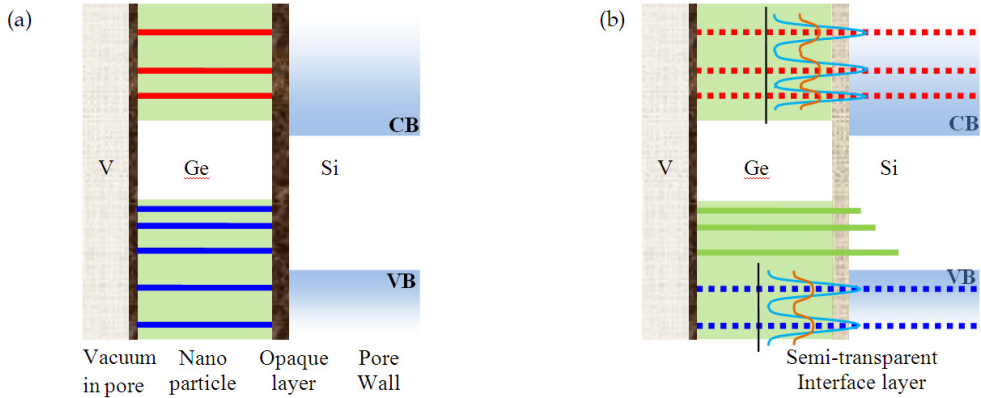 (a)
(b)
CB
CB
V
Ge
Si
V
Ge
Si
VB
VB
Vacuum in pore
Nano particle
Opaque layer
Pore Wall
Semi-transparent
Interface layer